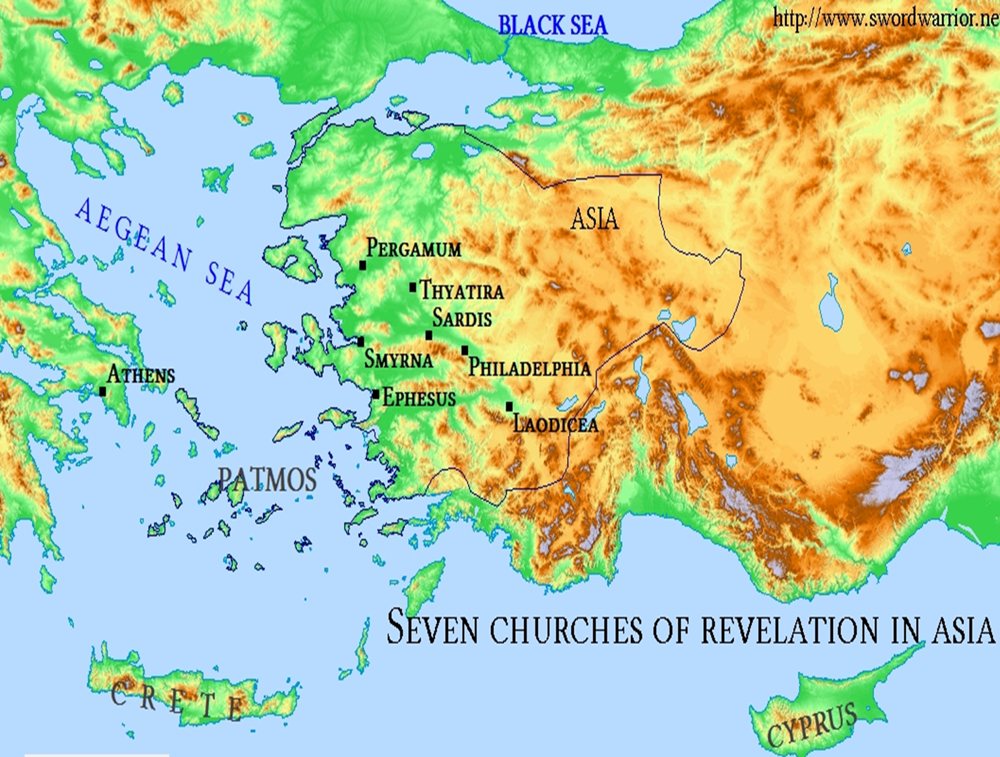 BLACK SEA
http://www.swordwarrior.ne
AEGEAN SEA
ASIA
PERGAMUM
THYATIRA
SARDIS
SMYRNA
PHILADELPHIA
ATHENS
EPHESUS
LAODICEA
PATMOS
SEVEN CHURCHES OF REVELATION IN ASIA
CRETE
CYPRUS